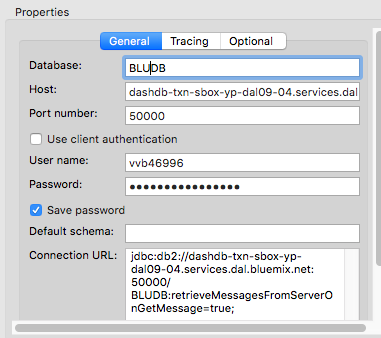 Properties
General Tracing Optional
Database: BLUDB
Host: dashdb-txn-sbox-yp-dal09-04.services.dal
Port number: 50000
Use client authentication
User name: vvb46996
Password: ●●●●●●●●●●●●●●●●
Save password
Default schema:
Connection URL: jdbc:db2://dashdb-txn-sbox-yp-
dal09-04.services.dal.bluemix.net:
50000/
BLUDB:retrieveMessagesFromServerO
nGetMessage=true;